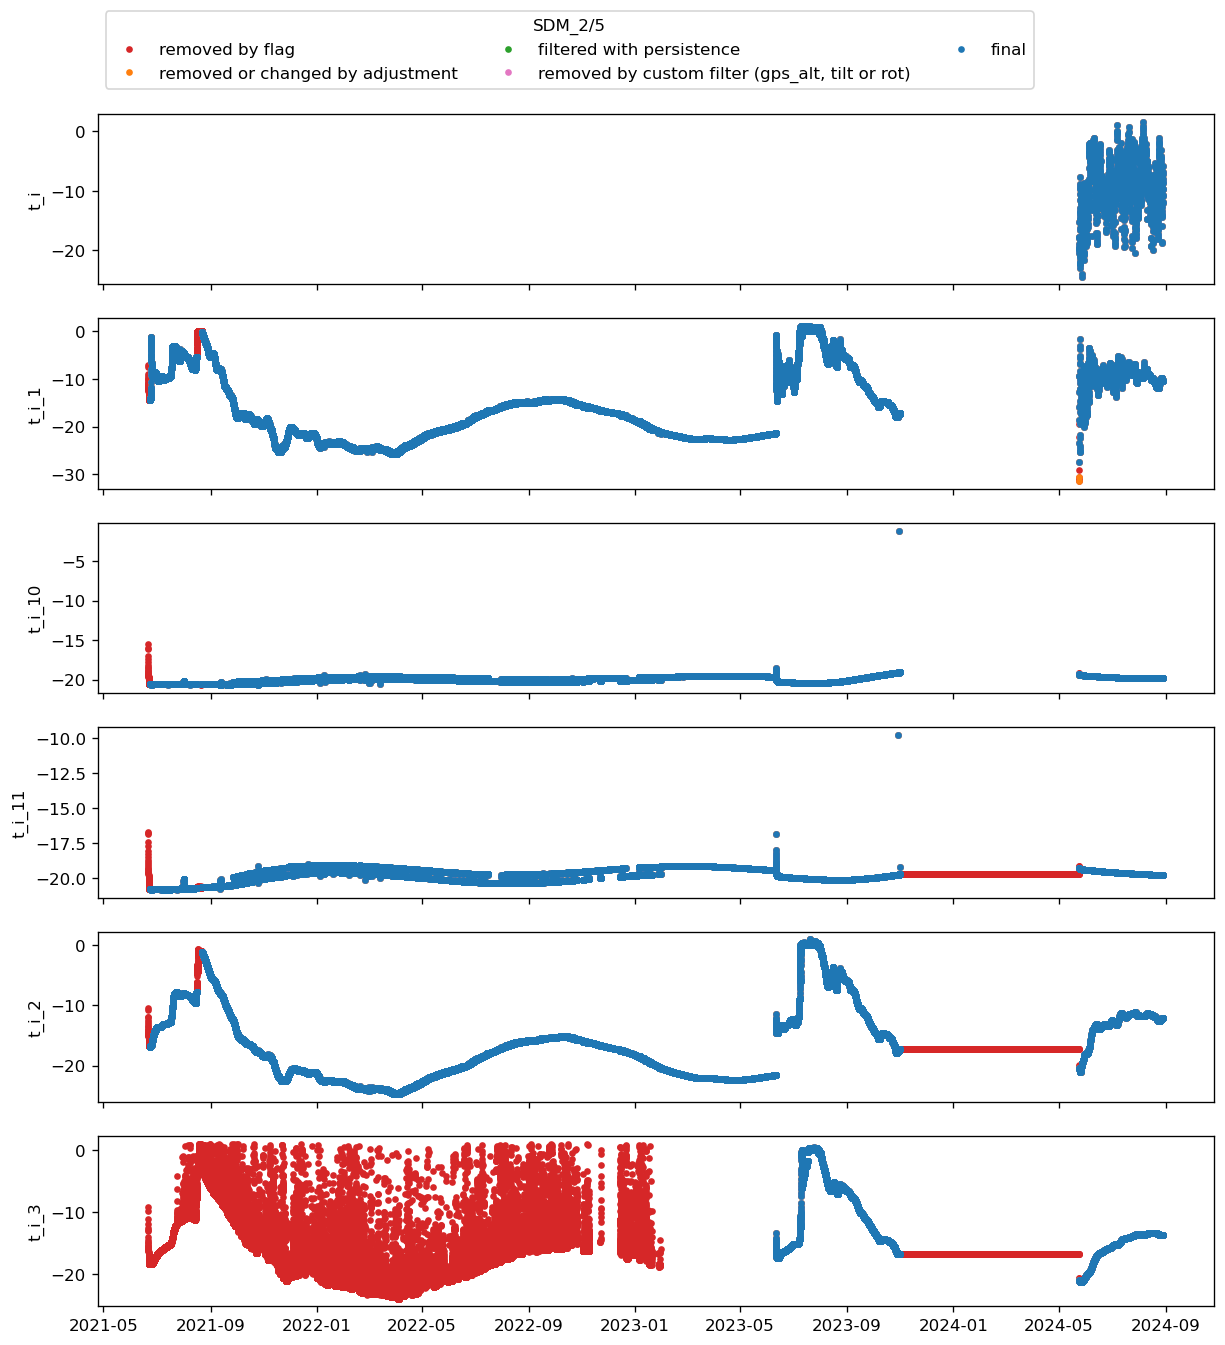 SDM_2/5
removed by flag
removed or changed by adjustment
filtered with persistence
removed by custom filter (gps_alt, tilt or rot)
final
t_i
0
−10
−20
t_i_1
0
−10
−20
−30
t_i_10
−5
−10
−15
−20
t_i_11
−10.0
−12.5
−15.0
−17.5
−20.0
t_i_2
0
−10
−20
t_i_3
0
−10
−20
2021-05 2021-09 2022-01 2022-05 2022-09 2023-01 2023-05 2023-09 2024-01 2024-05 2024-09